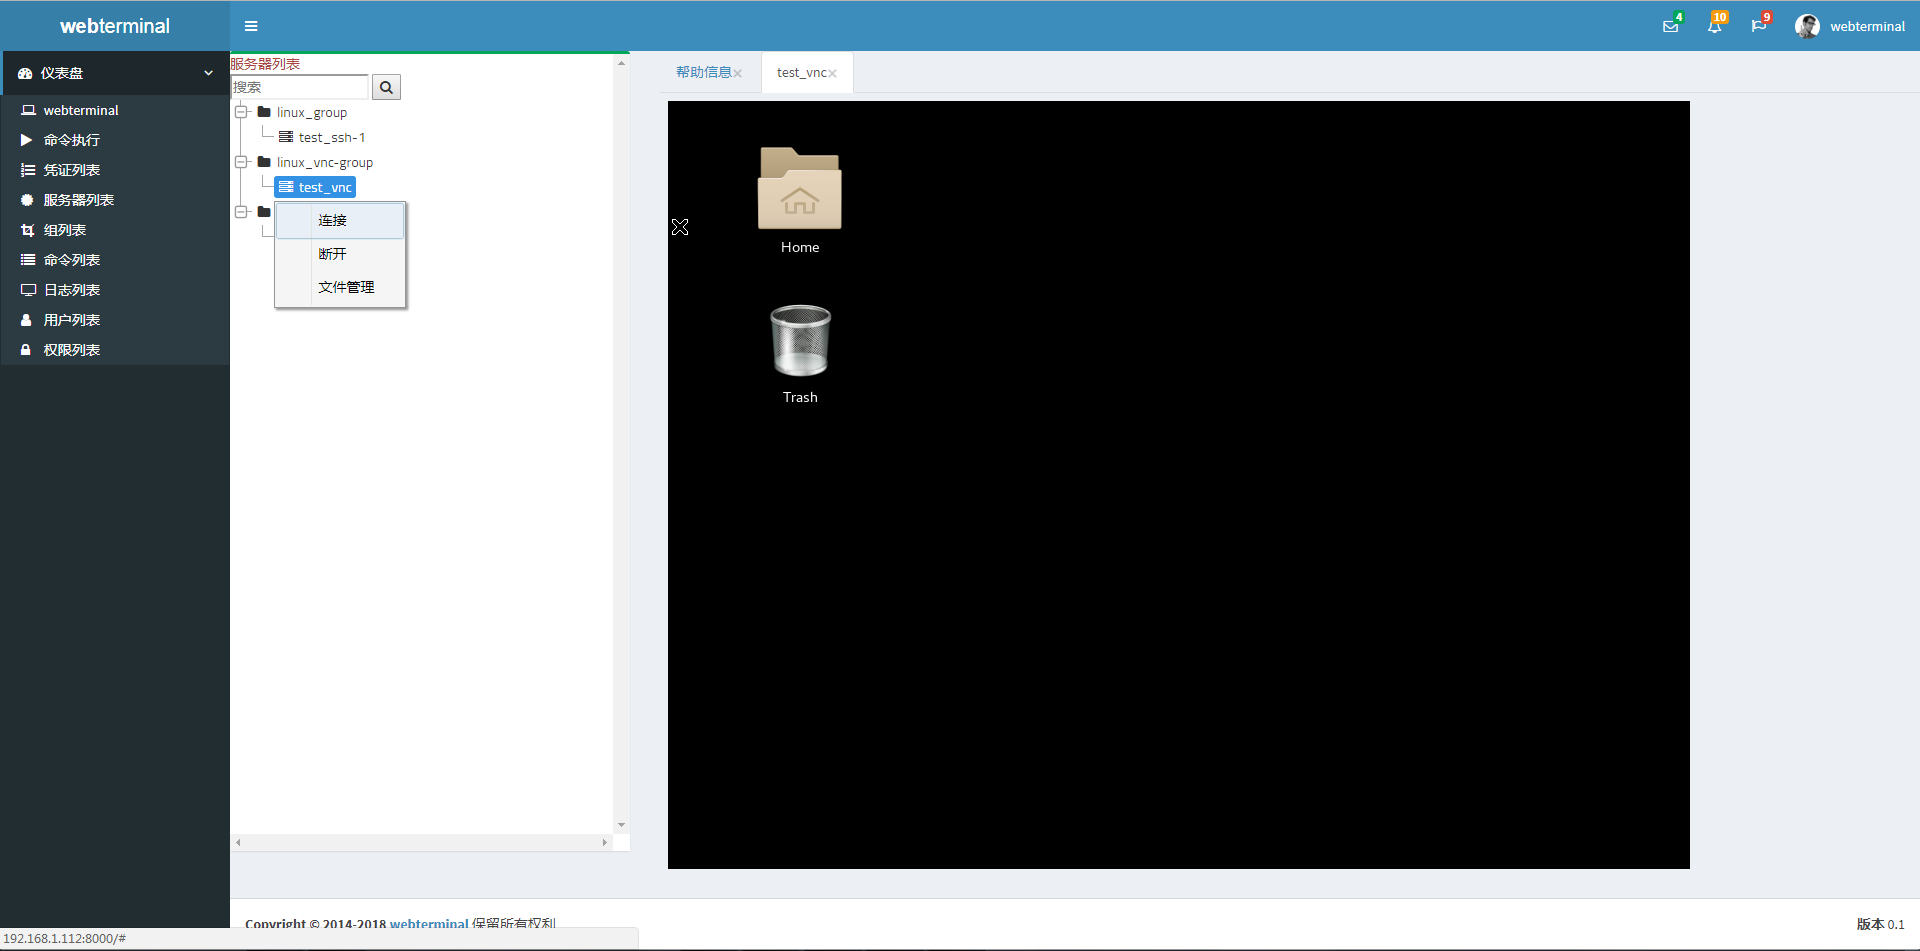 webterminal
4
10
9
webterminal
仪表盘
webterminal
命令执行
凭证列表
服务器列表
组列表
命令列表
日志列表
用户列表
权限列表
服务器列表
搜索
linux_group
test_ssh-1
linux_vnc-group
test_vnc
连接
断开
文件管理
帮助信息
test_vnc
Home
Trash
Copyright © 2014-2018 webterminal 保留所有权利
版本 0.1
192.168.1.112:8000/#